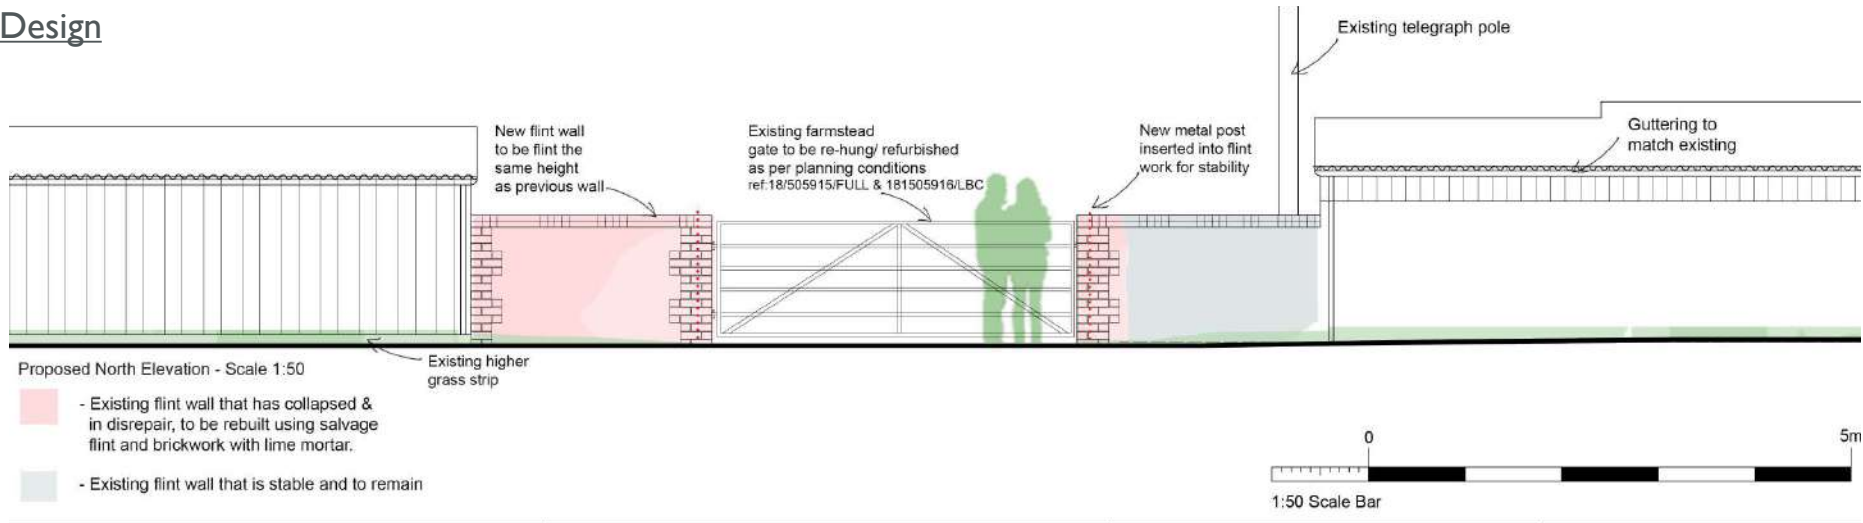 Design
Existing telegraph pole
New flint wall
to be flint the
same height
as previous wall
Existing farmstead
gate to be re-hung/ refurbished
as per planning conditions
ref:18/505915/FULL & 181505916/LBC
New metal post
inserted into flint
work for stability
Guttering to
match existing
Existing higher
grass strip
Proposed North Elevation - Scale 1:50
- Existing flint wall that has collapsed &
in disrepair, to be rebuilt using salvage
flint and brickwork with lime mortar.
- Existing flint wall that is stable and to remain
0
5m
1:50 Scale Bar